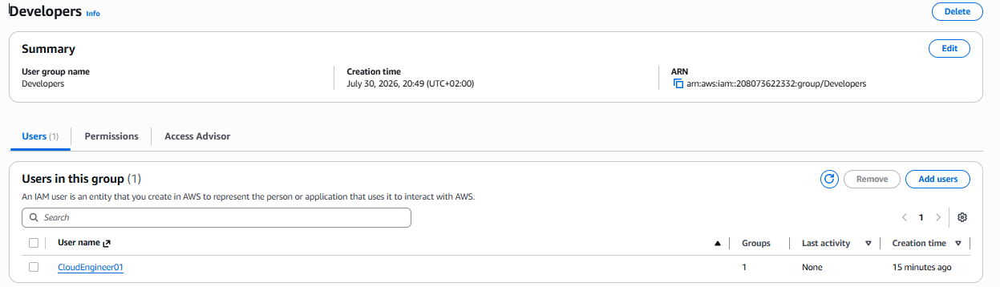 Developers Info
Delete
Summary
Edit
User group name
Developers
Creation time
July 30, 2026, 20:49 (UTC+02:00)
ARN
arn:aws:iam::208073622332:group/Developers
Users (1)
Permissions
Access Advisor
Users in this group (1)
Remove
Add users
An IAM user is an entity that you create in AWS to represent the person or application that uses it to interact with AWS.
Search
1
User name
Groups
Last activity
Creation time
CloudEngineer01
1
None
15 minutes ago